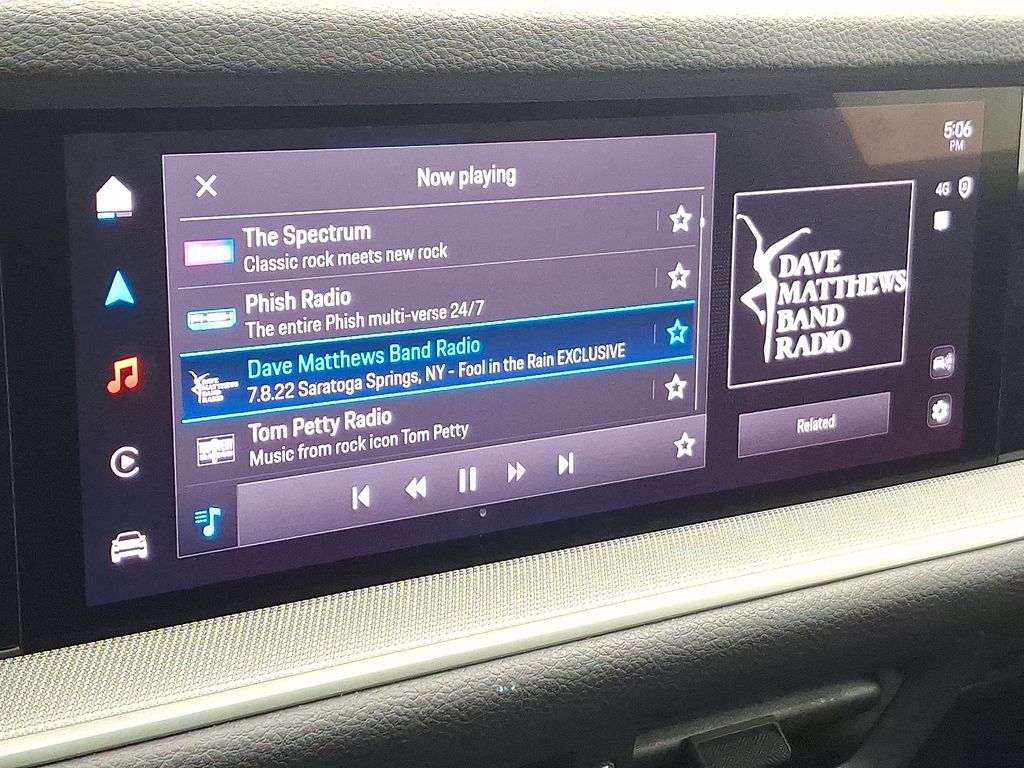 Now playing
The Spectrum
Classic rock meets new rock
Phish Radio
The entire Phish multi-verse 24/7
Dave Matthews Band Radio
7.8.22 Saratoga Springs, NY - Fool in the Rain EXCLUSIVE
Tom Petty Radio
Music from rock icon Tom Petty
DAVE
MATTHEWS
BAND
RADIO
Related
5:06
PM
4G